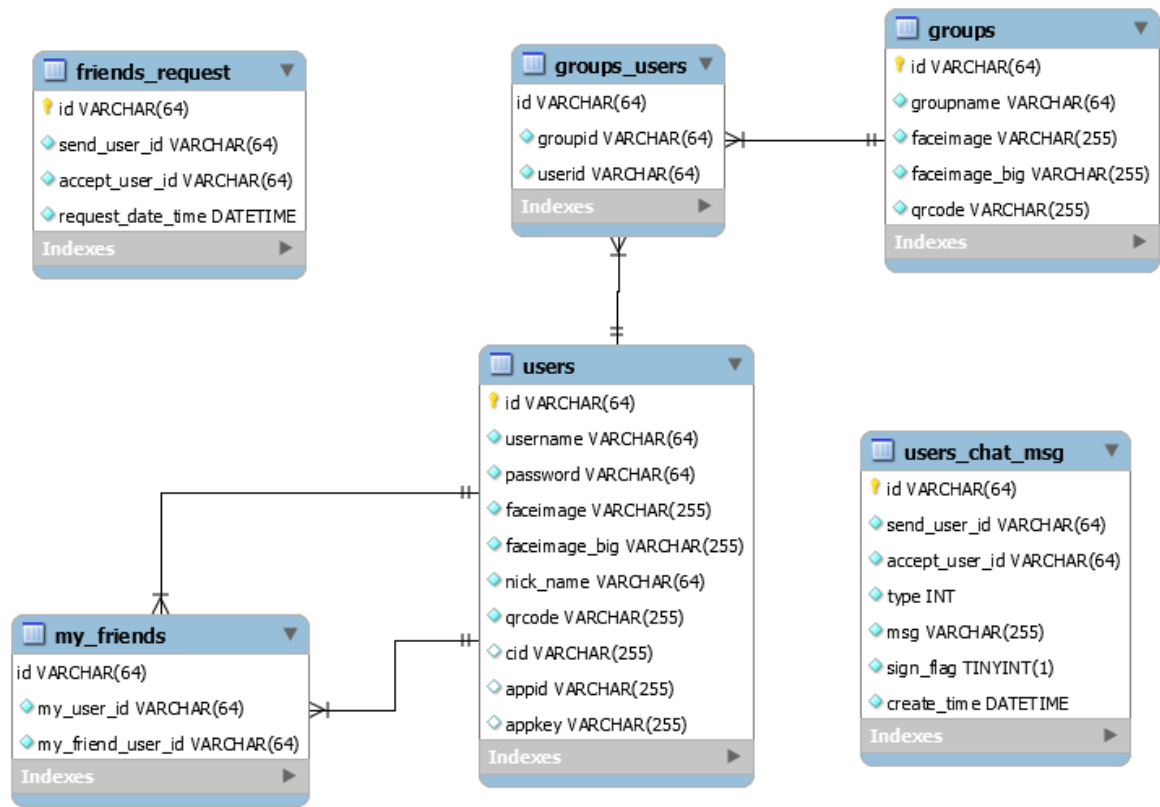 friends_request
id VARCHAR(64)
send_user_id VARCHAR(64)
accept_user_id VARCHAR(64)
request_date_time DATETIME
Indexes
groups_users
id VARCHAR(64)
groupid VARCHAR(64)
userid VARCHAR(64)
Indexes
groups
id VARCHAR(64)
groupname VARCHAR(64)
faceimage VARCHAR(255)
faceimage_big VARCHAR(255)
qrcode VARCHAR(255)
Indexes
users
id VARCHAR(64)
username VARCHAR(64)
password VARCHAR(64)
faceimage VARCHAR(255)
faceimage_big VARCHAR(255)
nick_name VARCHAR(64)
qrcode VARCHAR(255)
cid VARCHAR(255)
appid VARCHAR(255)
appkey VARCHAR(255)
Indexes
users_chat_msg
id VARCHAR(64)
send_user_id VARCHAR(64)
accept_user_id VARCHAR(64)
type INT
msg VARCHAR(255)
sign_flag TINYINT(1)
create_time DATETIME
Indexes
my_friends
id VARCHAR(64)
my_user_id VARCHAR(64)
my_friend_user_id VARCHAR(64)
Indexes